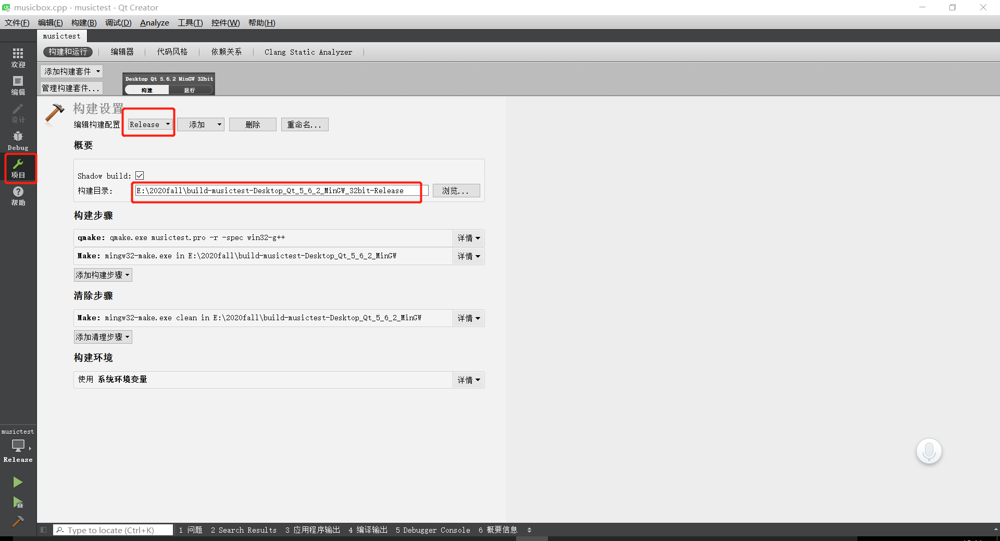 musicbox.cpp - musictest - Qt Creator
文件(F) 编辑(E) 构建(B) 调试(D) Analyze 工具(T) 控件(W) 帮助(H)
musictest
构建和运行 编辑器 代码风格 依赖关系 Clang Static Analyzer
欢迎
编辑
设计
Debug
项目
帮助
添加构建套件
管理构建套件...
Desktop Qt 5.6.2 MinGW 32bit
构建 运行
构建设置
编辑构建配置 Release 添加 删除 重命名...
概要
Shadow build:
构建目录: E:\2020fall\build-musictest-Desktop_Qt_5_6_2_MinGW_32bit-Release 浏览...
构建步骤
qmake: qmake.exe musictest.pro -r -spec win32-g++ 详情
Make: mingw32-make.exe in E:\2020fall\build-musictest-Desktop_Qt_5_6_2_MinGW 详情
添加构建步骤
清除步骤
Make: mingw32-make.exe clean in E:\2020fall\build-musictest-Desktop_Qt_5_6_2_MinGW 详情
添加清理步骤
构建环境
使用 系统环境变量 详情
musictest
Release
Type to locate (Ctrl+K) 1 问题 2 Search Results 3 应用程序输出 4 编译输出 5 Debugger Console 6 概要信息